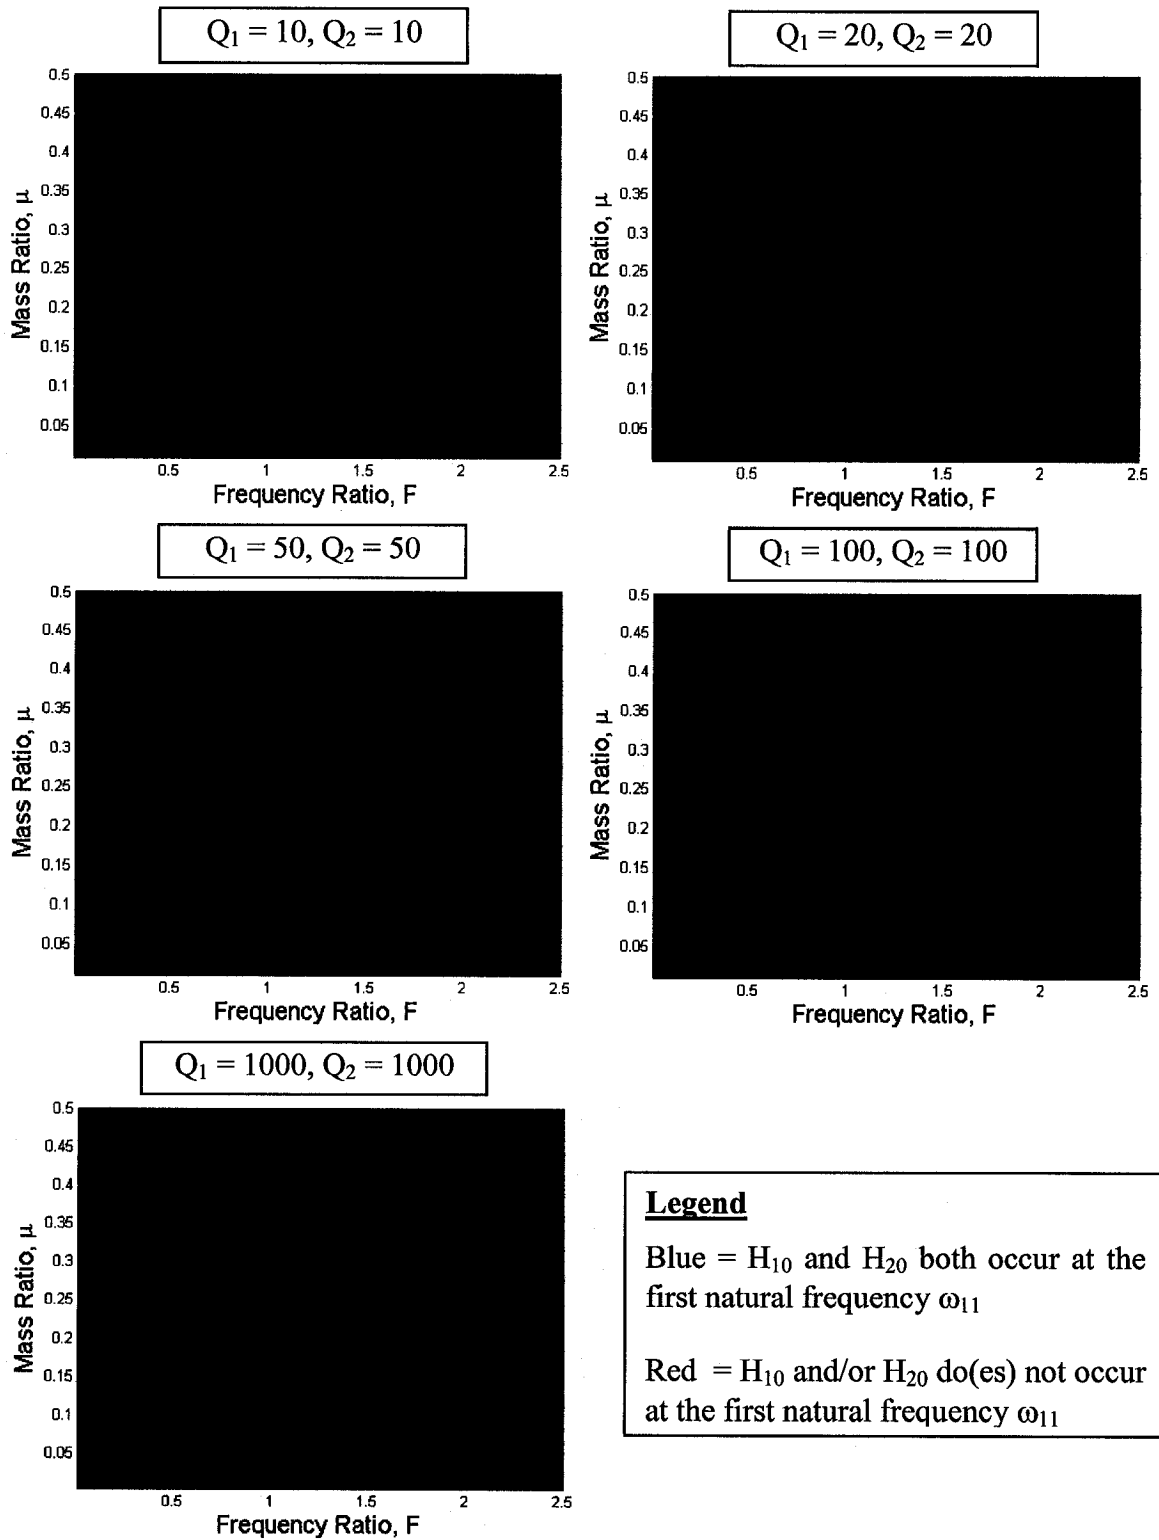 Q₁ = 10, Q₂ = 10
0.5
0.45
0.4
0.35
0.3
0.25
0.2
0.15
0.1
0.05
Mass Ratio, μ
0.5 1 1.5 2 2.5
Frequency Ratio, F
Q₁ = 20, Q₂ = 20
0.5
0.45
0.4
0.35
0.3
0.25
0.2
0.15
0.1
0.05
Mass Ratio, μ
0.5 1 1.5 2 2.5
Frequency Ratio, F
Q₁ = 50, Q₂ = 50
0.5
0.45
0.4
0.35
0.3
0.25
0.2
0.15
0.1
0.05
Mass Ratio, μ
0.5 1 1.5 2 2.5
Frequency Ratio, F
Q₁ = 100, Q₂ = 100
0.5
0.45
0.4
0.35
0.3
0.25
0.2
0.15
0.1
0.05
Mass Ratio, μ
0.5 1 1.5 2 2.5
Frequency Ratio, F
Q₁ = 1000, Q₂ = 1000
0.5
0.45
0.4
0.35
0.3
0.25
0.2
0.15
0.1
0.05
Mass Ratio, μ
0.5 1 1.5 2 2.5
Frequency Ratio, F
Legend
Blue = H₁₀ and H₂₀ both occur at the
first natural frequency ω₁₁
Red = H₁₀ and/or H₂₀ do(es) not occur
at the first natural frequency ω₁₁